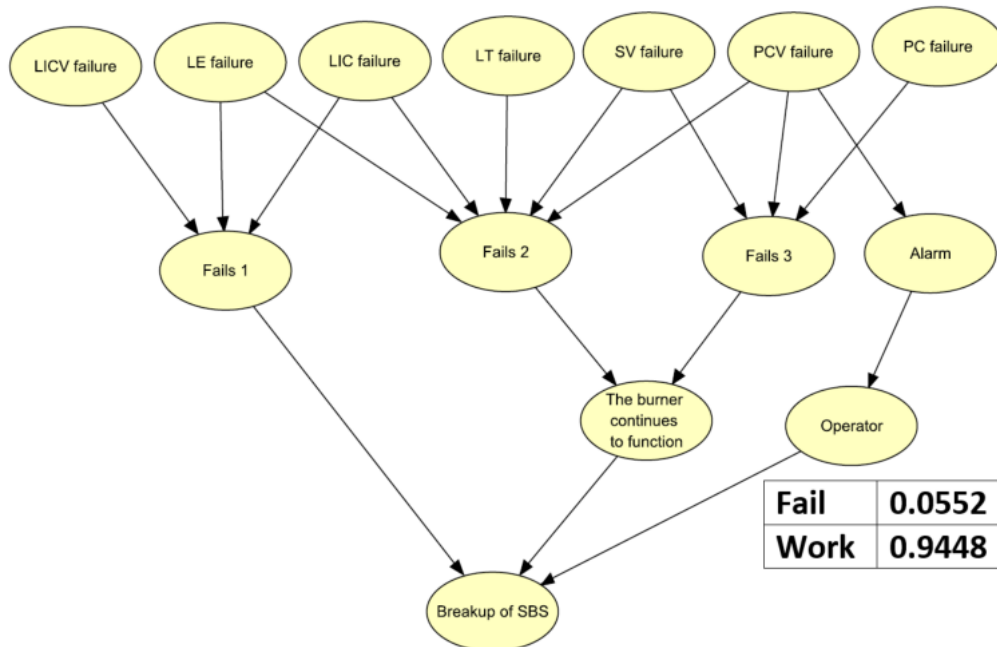 LICV failure
LE failure
LIC failure
LT failure
SV failure
PCV failure
PC failure
Fails 1
Fails 2
Fails 3
Alarm
The burner
continues
to function
Operator
Fail 0.0552
Work 0.9448
Breakup of SBS